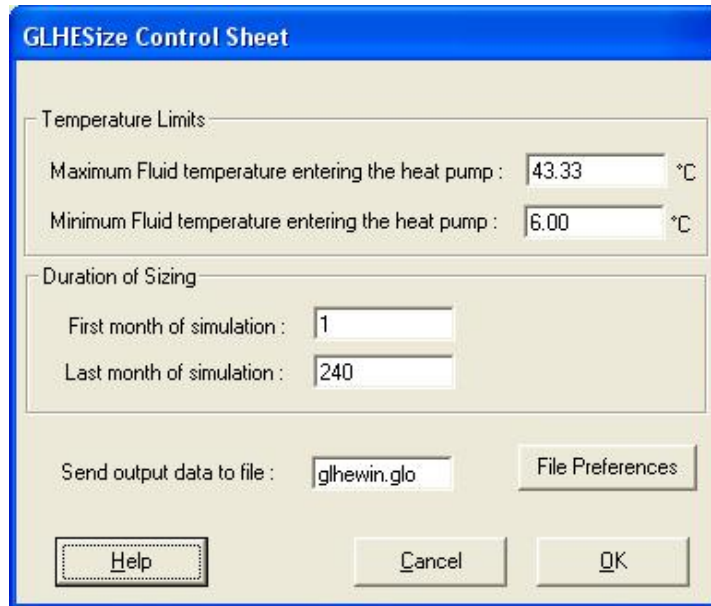 GLHESize Control Sheet
Temperature Limits
Maximum Fluid temperature entering the heat pump : 43.33 °C
Minimum Fluid temperature entering the heat pump : 6.00 °C
Duration of Sizing
First month of simulation : 1
Last month of simulation : 240
Send output data to file : glhewin.glo File Preferences
Help Cancel OK